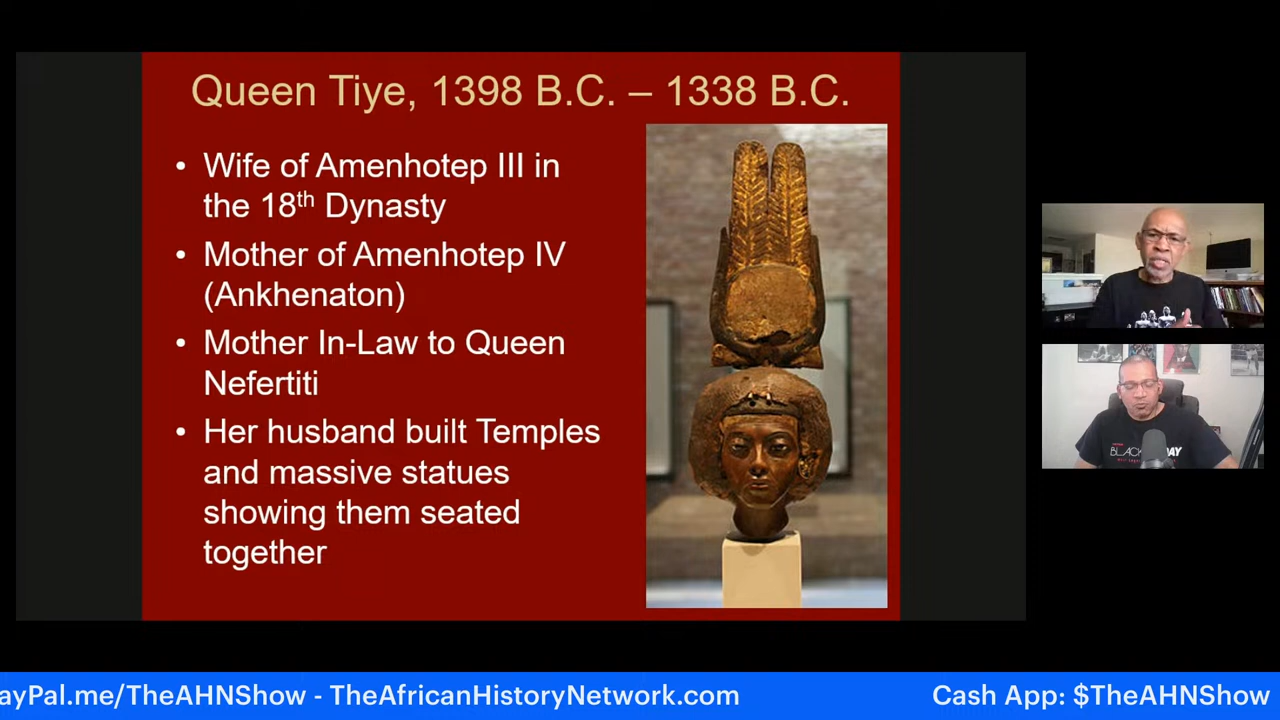 Queen Tiye, 1398 B.C. – 1338 B.C.
• Wife of Amenhotep III in
the 18th Dynasty
• Mother of Amenhotep IV
(Ankhenaton)
• Mother In-Law to Queen
Nefertiti
• Her husband built Temples
and massive statues
showing them seated
together
BLACK
ayPal.me/TheAHNShow - TheAfricanHistoryNetwork.com
Cash App: $TheAHNShow